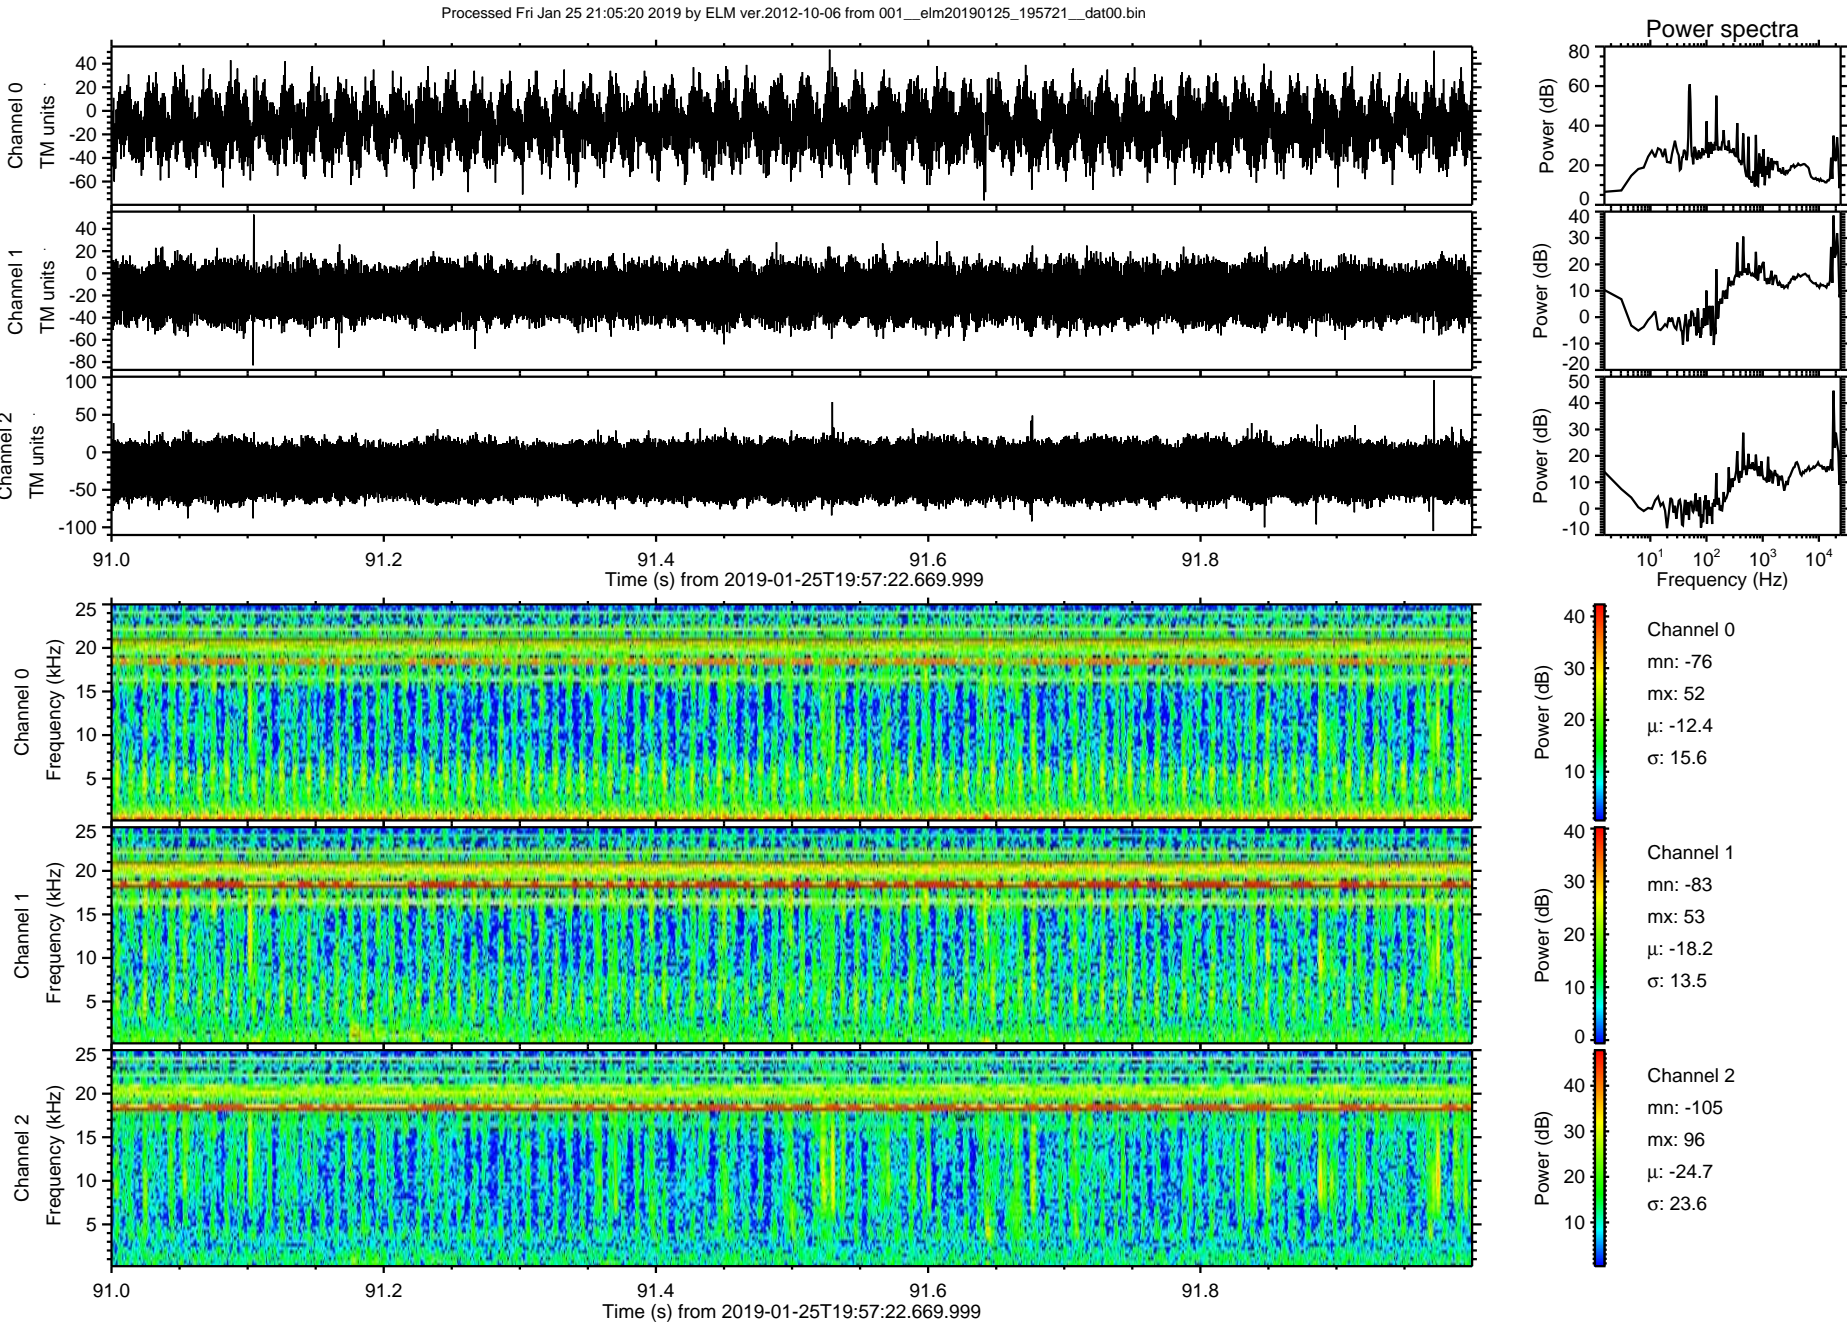 Processed Fri Jan 25 21:05:20 2019 by ELM ver.2012-10-06 from 001__elm20190125_195721__dat00.bin
Power spectra
Channel 0
TM units
40
20
0
-20
-40
-60
Power (dB)
80
60
40
20
0
Channel 1
TM units
40
20
0
-20
-40
-60
-80
Power (dB)
40
30
20
10
0
-10
-20
Channel 2
TM units
100
50
0
-50
-100
Power (dB)
50
40
30
20
10
0
-10
91.0 91.2 91.4 91.6 91.8
Time (s) from 2019-01-25T19:57:22.669.999
10^1 10^2 10^3 10^4
Frequency (Hz)
Channel 0
Frequency (kHz)
25
20
15
10
5
Power (dB)
40
30
20
10
Channel 0
mn: -76
mx: 52
μ: -12.4
σ: 15.6
Channel 1
Frequency (kHz)
25
20
15
10
5
Power (dB)
40
30
20
10
0
Channel 1
mn: -83
mx: 53
μ: -18.2
σ: 13.5
Channel 2
Frequency (kHz)
25
20
15
10
5
Power (dB)
40
30
20
10
Channel 2
mn: -105
mx: 96
μ: -24.7
σ: 23.6
91.0 91.2 91.4 91.6 91.8
Time (s) from 2019-01-25T19:57:22.669.999